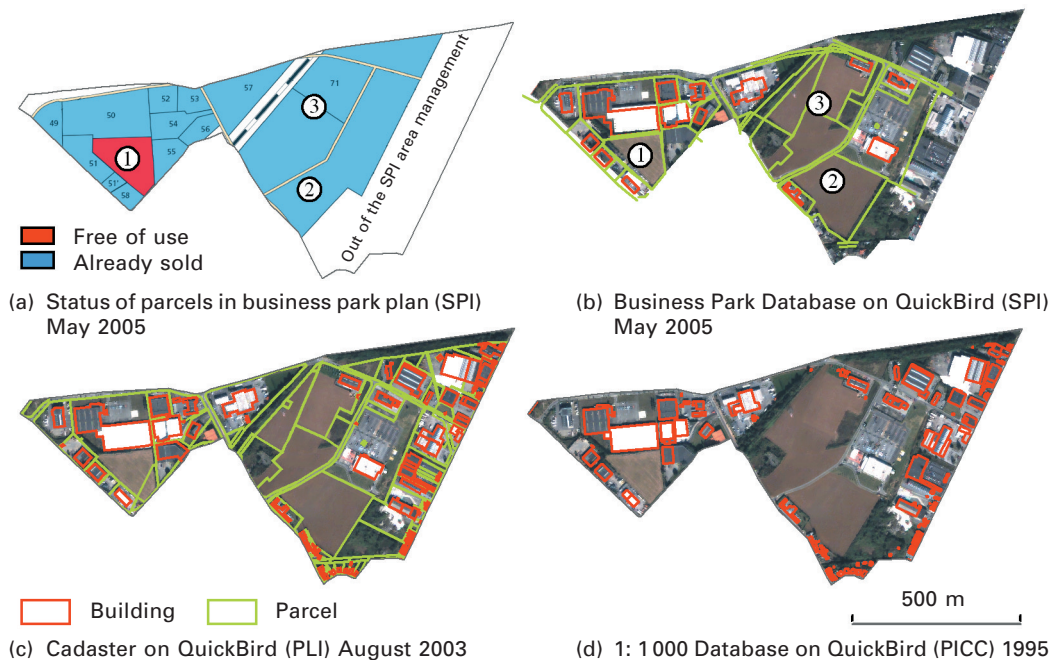 52
53
57
71
49
50
54
56
3
51
1
55
51'
58
2
Out of the SPI area management
Free of use
Already sold
(a) Status of parcels in business park plan (SPI)
May 2005
3
1
2
(b) Business Park Database on QuickBird (SPI)
May 2005
Building
Parcel
(c) Cadaster on QuickBird (PLI) August 2003
500 m
(d) 1: 1 000 Database on QuickBird (PICC) 1995